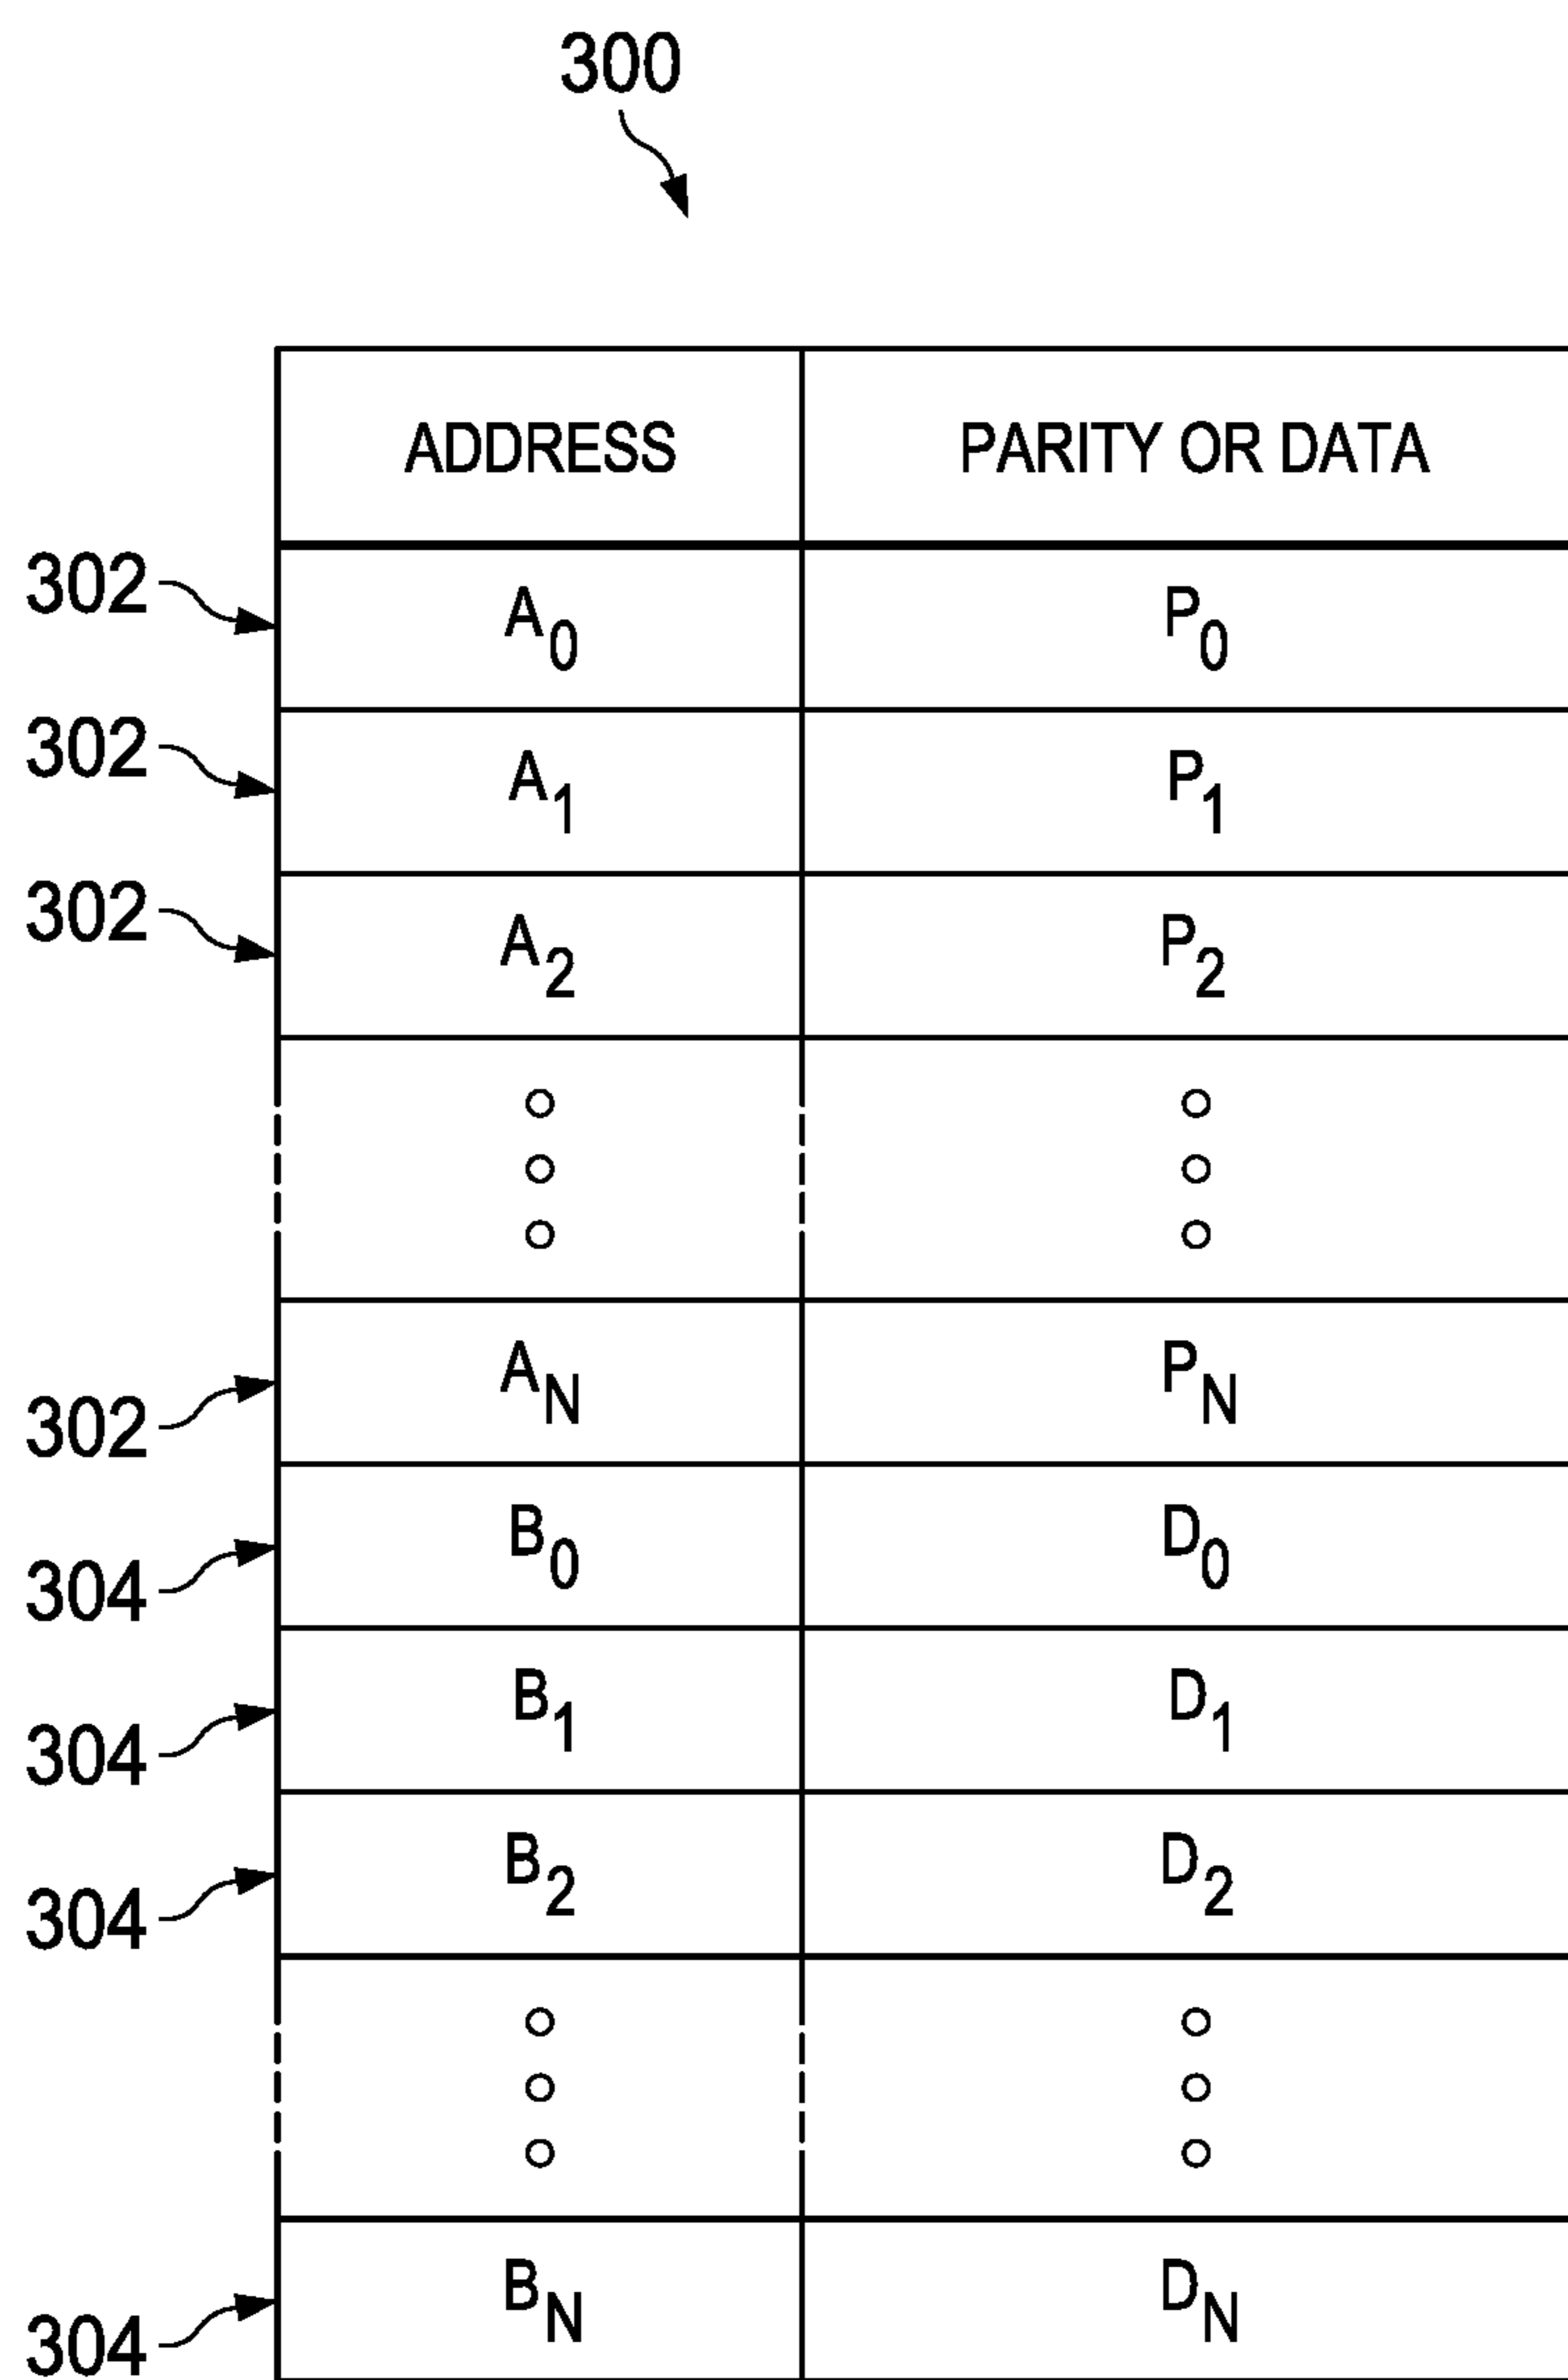 300
ADDRESS PARITY OR DATA
302 A0 P0
302 A1 P1
302 A2 P2
302 AN PN
304 B0 D0
304 B1 D1
304 B2 D2
304 BN DN